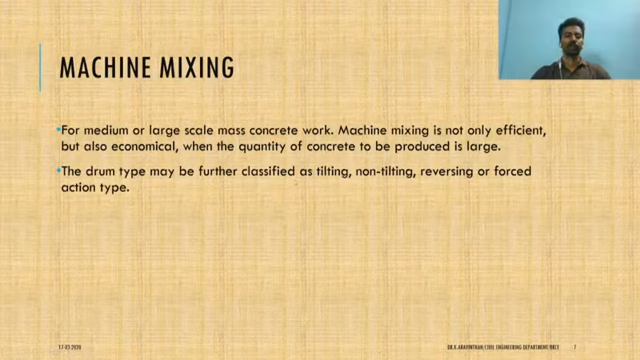 MACHINE MIXING
•For medium or large scale mass concrete work. Machine mixing is not only efficient,
but also economical, when the quantity of concrete to be produced is large.
•The drum type may be further classified as tilting, non-tilting, reversing or forced
action type.
17-03-2020
DR.K.ARAVINTHAN/CIVIL ENGINEERING DEPARTMENT/
7